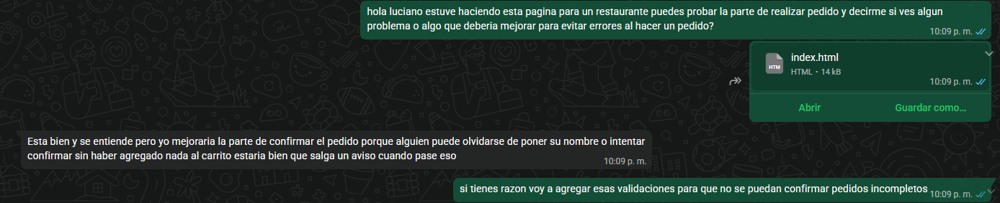 hola luciano estuve haciendo esta pagina para un restaurante puedes probar la parte de realizar pedido y decirme si ves algun
problema o algo que deberia mejorar para evitar errores al hacer un pedido?
10:09 p. m.
index.html
HTM
HTML • 14 kB
10:09 p. m.
Abrir
Guardar como...
Esta bien y se entiende pero yo mejoraria la parte de confirmar el pedido porque alguien puede olvidarse de poner su nombre o intentar
confirmar sin haber agregado nada al carrito estaria bien que salga un aviso cuando pase eso
10:09 p. m.
si tienes razon voy a agregar esas validaciones para que no se puedan confirmar pedidos incompletos
10:09 p. m.